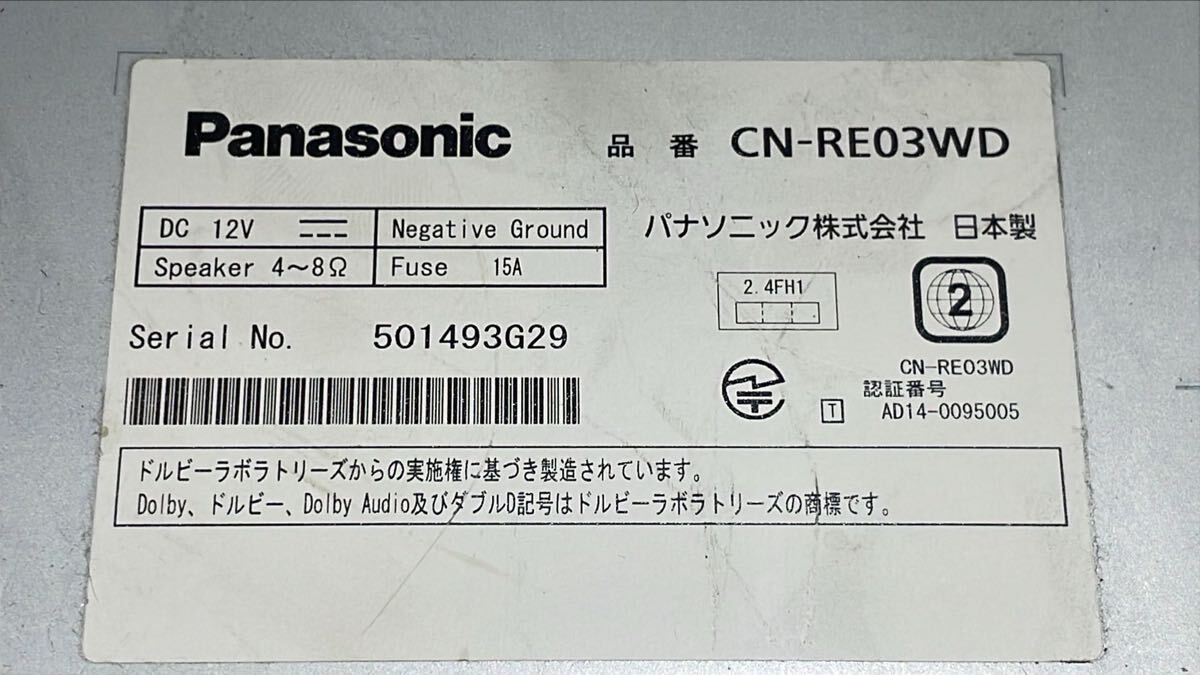 Panasonic 品番 CN-RE03WD
DC 12V Negative Ground
Speaker 4～8Ω Fuse 15A
パナソニック株式会社 日本製
2.4FH1
2
Serial No. 501493G29
CN-RE03WD
認証番号
T AD14-0095005
ドルビーラボラトリーズからの実施権に基づき製造されています。
Dolby、ドルビー、Dolby Audio及びダブルD記号はドルビーラボラトリーズの商標です。